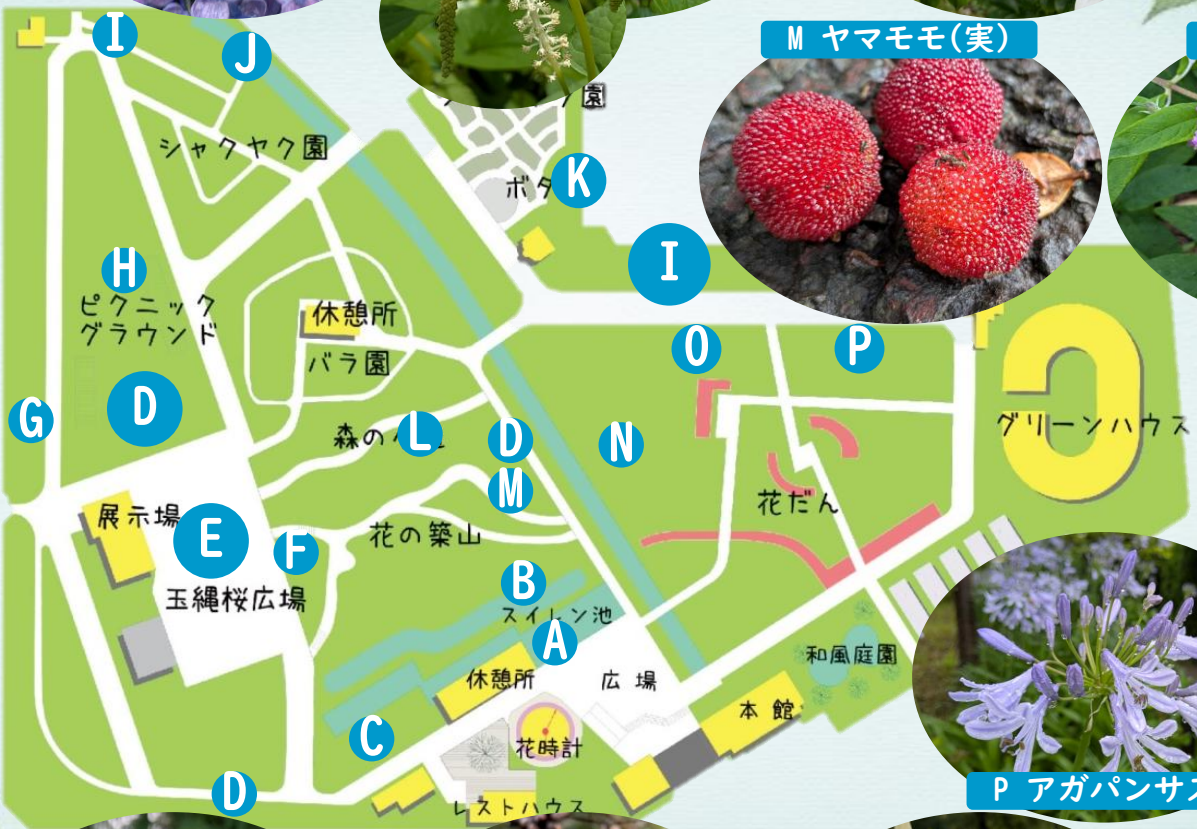 I
J
M ヤマモモ(実)
園
シャクヤク園
K
H
I
ピクニック
グラウンド
休憩所
O
P
バラ園
D
G
森の
L
D
N
グリーンハウス
M
展示場
E
F
花の築山
花だん
B
玉縄桜広場
スイレン池
A
休憩所
広場
和風庭園
本館
C
花時計
D
レストハウス
P アガパンサス